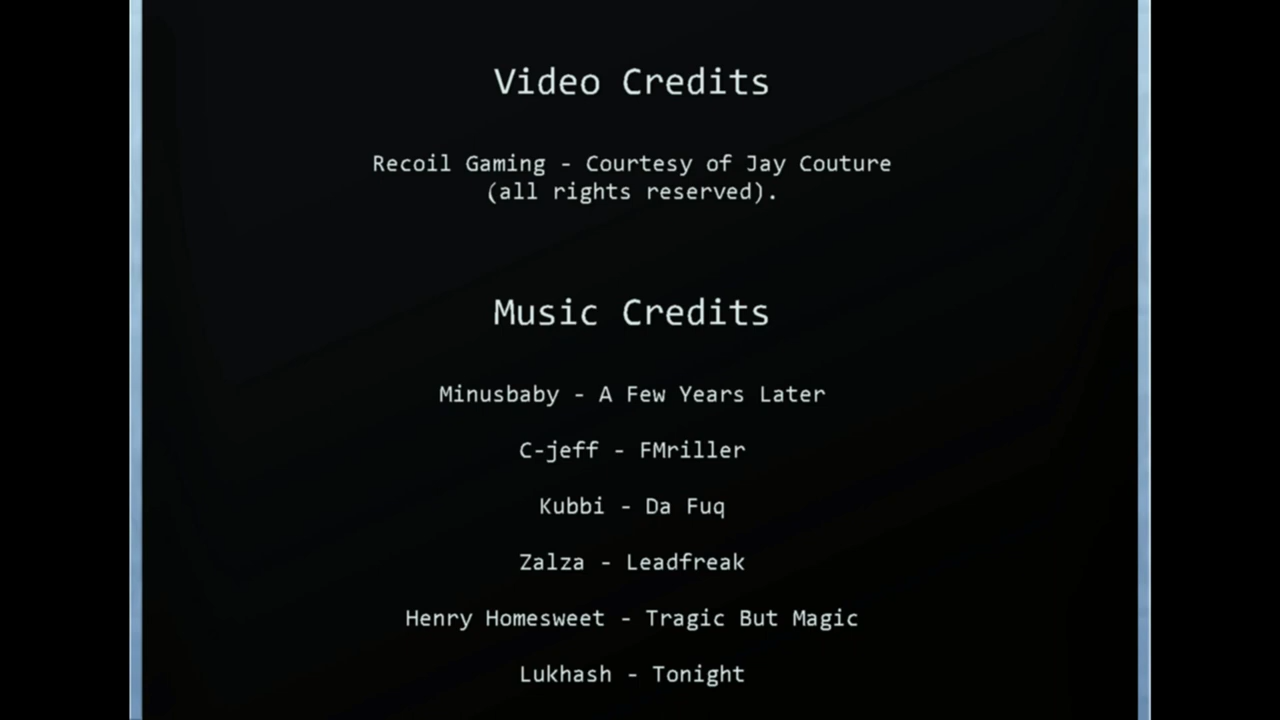 Video Credits
Recoil Gaming - Courtesy of Jay Couture
(all rights reserved).
Music Credits
Minusbaby - A Few Years Later
C-jeff - FMriller
Kubbi - Da Fuq
Zalza - Leadfreak
Henry Homesweet - Tragic But Magic
Lukhash - Tonight